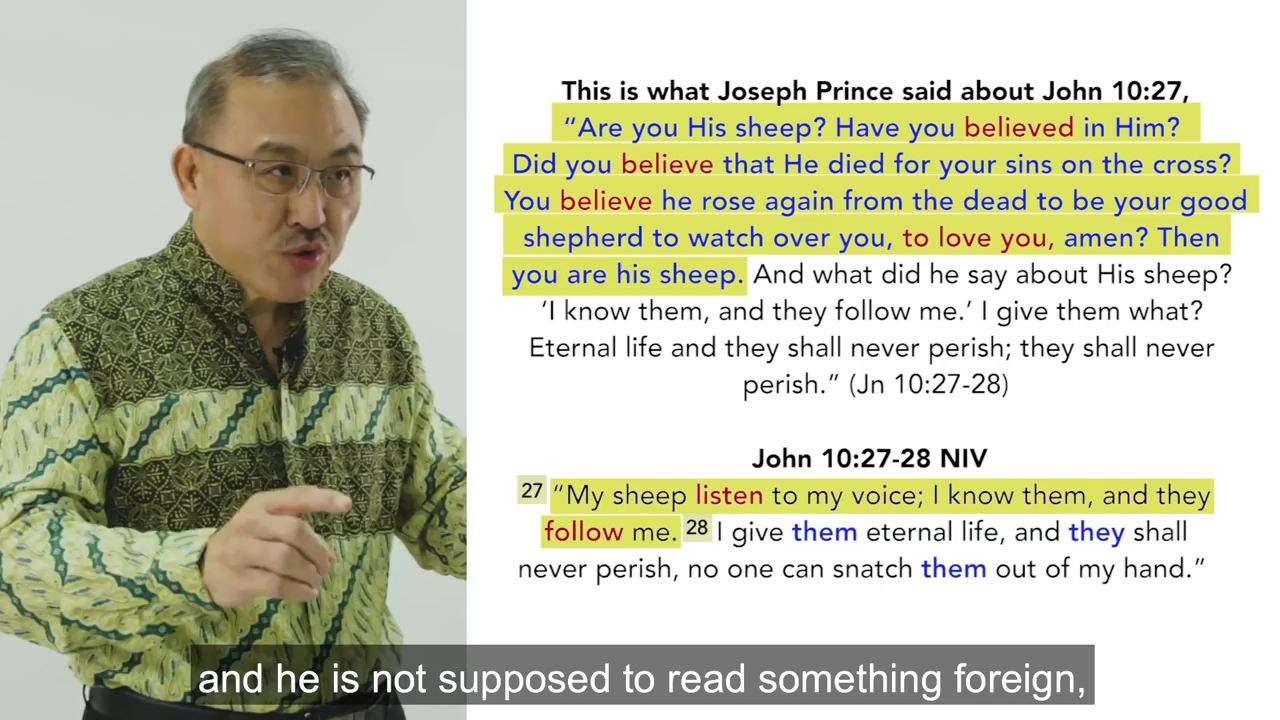 This is what Joseph Prince said about John 10:27,
“Are you His sheep? Have you believed in Him?
Did you believe that He died for your sins on the cross?
You believe he rose again from the dead to be your good
shepherd to watch over you, to love you, amen? Then
you are his sheep. And what did he say about His sheep?
‘I know them, and they follow me.’ I give them what?
Eternal life and they shall never perish; they shall never
perish.” (Jn 10:27-28)
John 10:27-28 NIV
27 “My sheep listen to my voice; I know them, and they
follow me. 28 I give them eternal life, and they shall
never perish, no one can snatch them out of my hand.”
and he is not supposed to read something foreign,